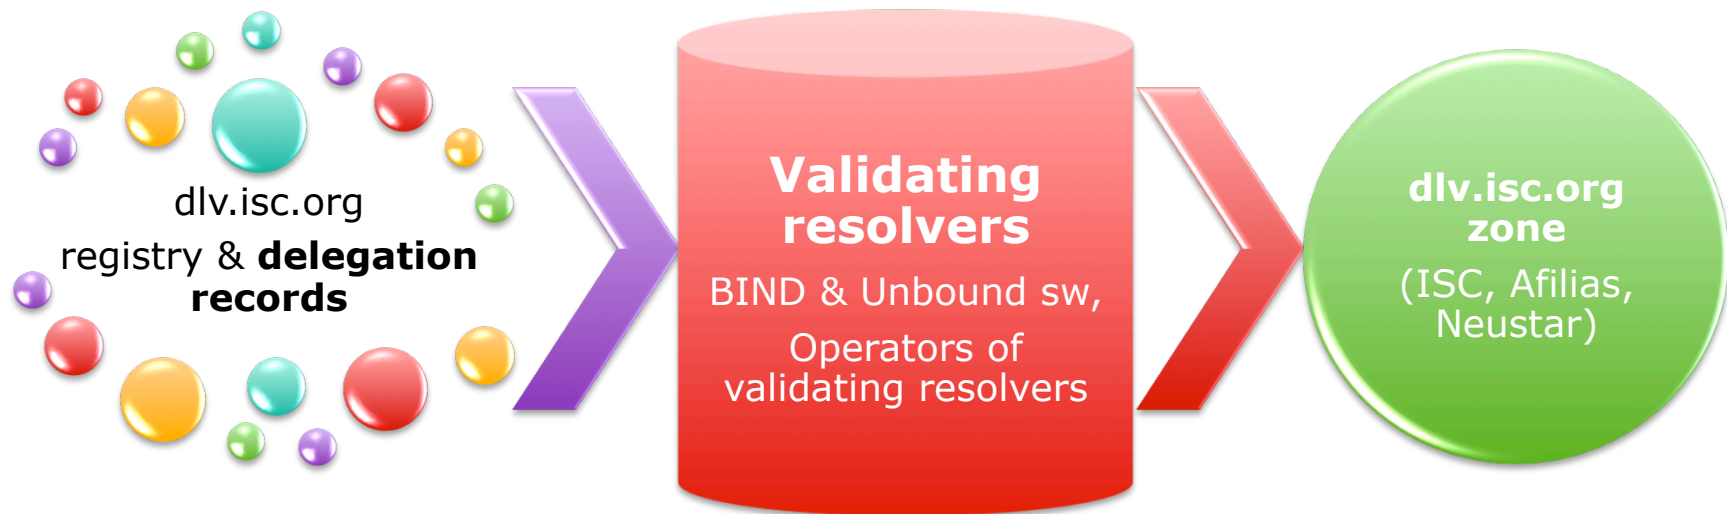 dlv.isc.org
registry & delegation
records
Validating
resolvers
BIND & Unbound sw,
Operators of
validating resolvers
dlv.isc.org
zone
(ISC, Afilias,
Neustar)